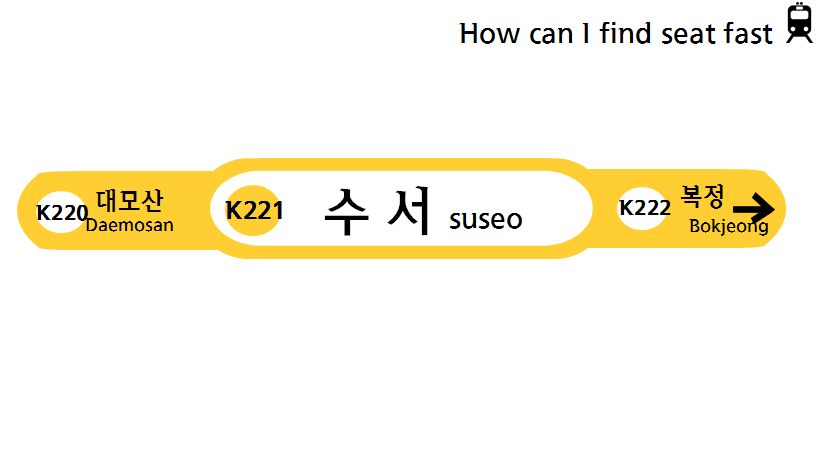 How can I find seat fast
K220 대모산 Daemosan
K221 수 서 suseo
K222 복정 Bokjeong